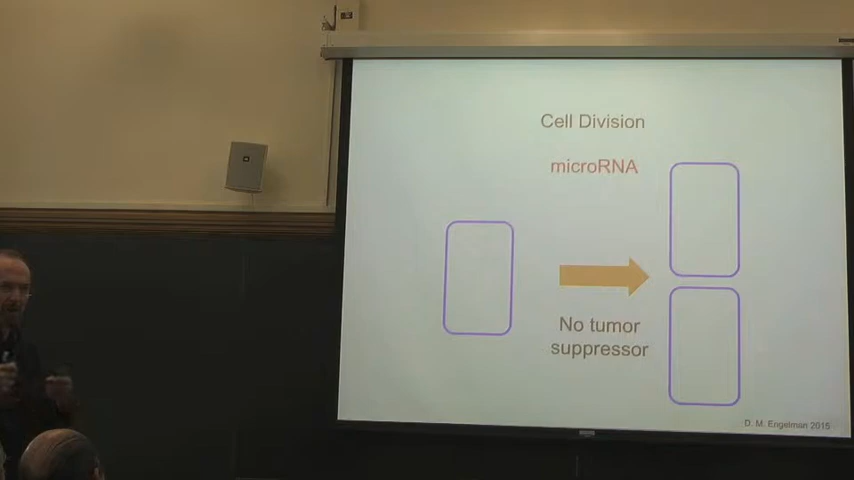 Cell Division
microRNA
No tumor
suppressor
D. M. Engelman 2015